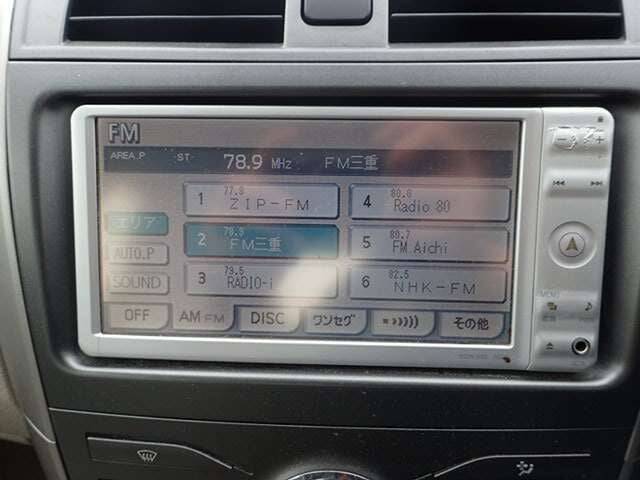 FM
AREA.P ST 78.9 MHz FM三重
エリア
AUTO.P
SOUND
1 77.8 ZIP-FM
2 78.9 FM三重
3 79.5 RADIO-i
4 80.8 Radio 80
5 80.7 FM Aichi
6 82.5 NHK-FM
OFF
AM FM
DISC
ワンセグ
その他
MENU